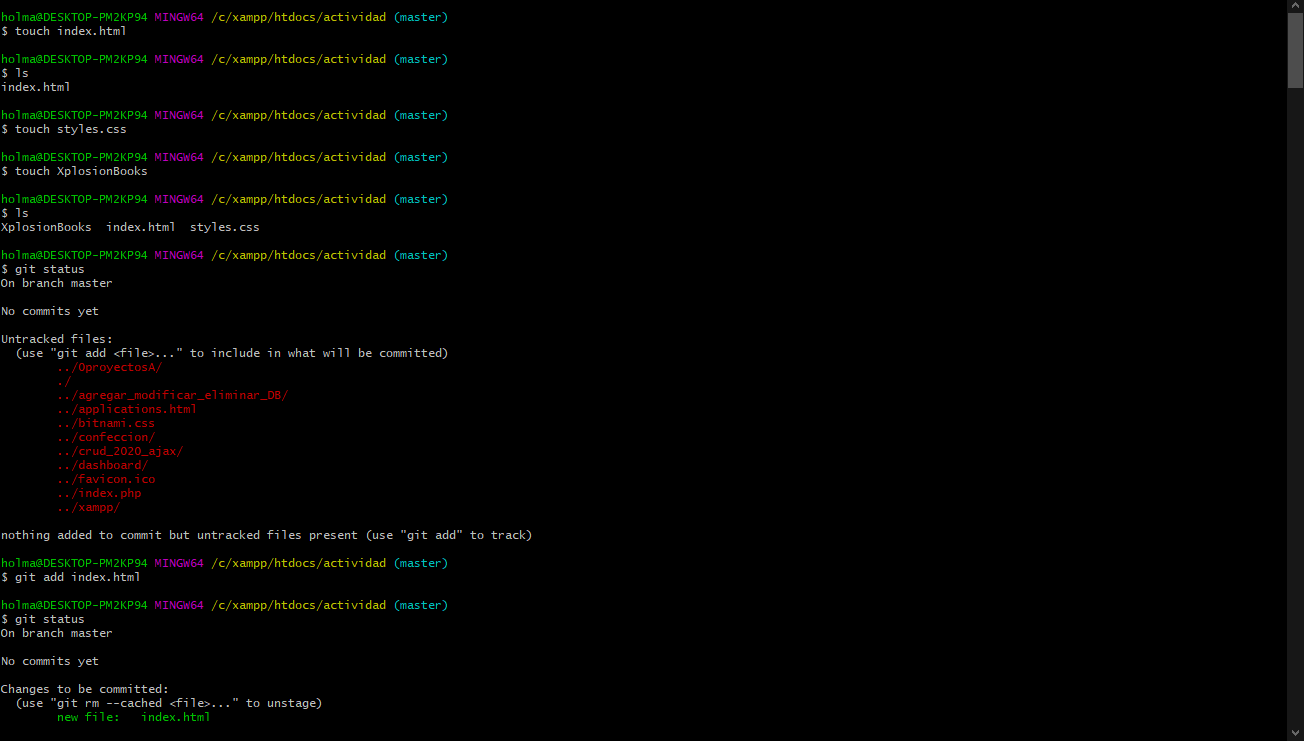 holma@DESKTOP-PM2KP94 MINGW64 /c/xampp/htdocs/actividad (master)
$ touch index.html
holma@DESKTOP-PM2KP94 MINGW64 /c/xampp/htdocs/actividad (master)
$ ls
index.html
holma@DESKTOP-PM2KP94 MINGW64 /c/xampp/htdocs/actividad (master)
$ touch styles.css
holma@DESKTOP-PM2KP94 MINGW64 /c/xampp/htdocs/actividad (master)
$ touch XplosionBooks
holma@DESKTOP-PM2KP94 MINGW64 /c/xampp/htdocs/actividad (master)
$ ls
XplosionBooks  index.html  styles.css
holma@DESKTOP-PM2KP94 MINGW64 /c/xampp/htdocs/actividad (master)
$ git status
On branch master
No commits yet
Untracked files:
  (use "git add <file>..." to include in what will be committed)
        ../0proyectosA/
        ./
        ../agregar_modificar_eliminar_DB/
        ../applications.html
        ../bitnami.css
        ../confeccion/
        ../crud_2020_ajax/
        ../dashboard/
        ../favicon.ico
        ../index.php
        ../xampp/
nothing added to commit but untracked files present (use "git add" to track)
holma@DESKTOP-PM2KP94 MINGW64 /c/xampp/htdocs/actividad (master)
$ git add index.html
holma@DESKTOP-PM2KP94 MINGW64 /c/xampp/htdocs/actividad (master)
$ git status
On branch master
No commits yet
Changes to be committed:
  (use "git rm --cached <file>..." to unstage)
        new file:   index.html